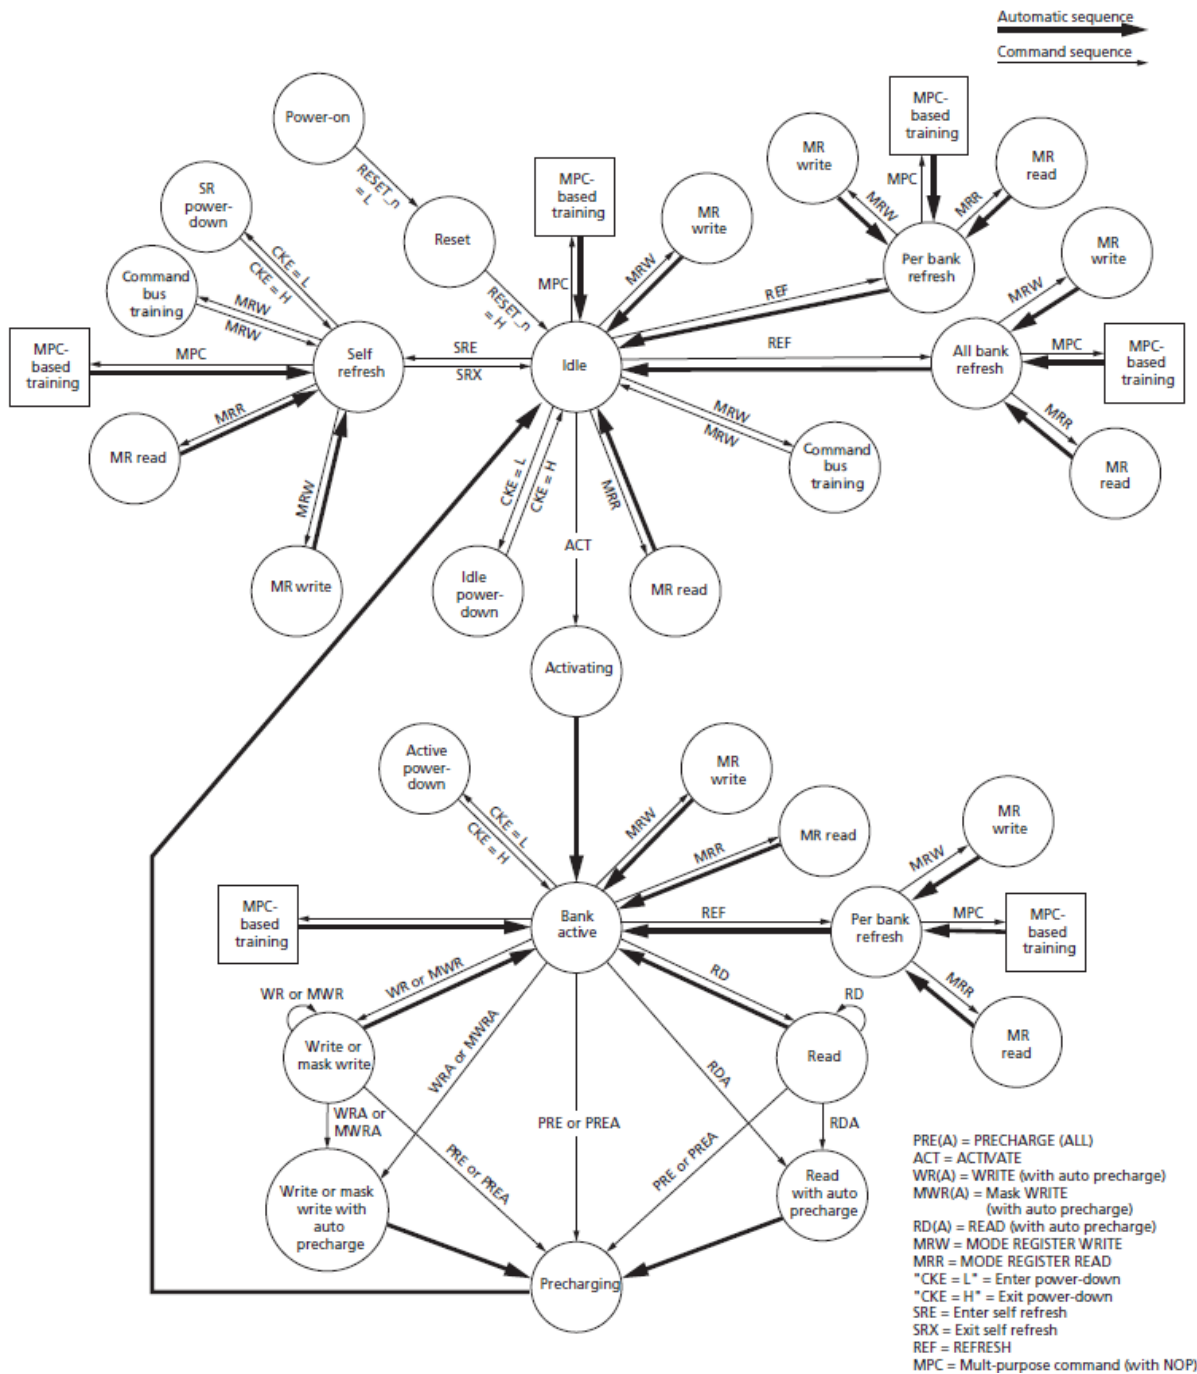 Automatic sequence
Command sequence
Power-on
RESET_n
= L
Reset
RESET_n
= H
SR
power-
down
CKE = L
CKE = H
Command
bus
training
MRW
MRW
MPC-
based
training
MPC
Self
refresh
MRR
MR read
MRW
MR write
SRE
SRX
Idle
MPC-
based
training
MPC
MR
write
MRW
MR
write
MRW
MPC-
based
training
MPC
MR
read
MRR
Per bank
refresh
REF
REF
All bank
refresh
MR
write
MRW
MPC
MPC-
based
training
MRR
MR
read
MRW
MRW
Command
bus
training
CKE = L
CKE = H
Idle
power-
down
ACT
MRR
MR read
Activating
Active
power-
down
CKE = L
CKE = H
MR
write
MRW
MR read
MRR
MPC-
based
training
Bank
active
REF
Per bank
refresh
MR
write
MRW
MPC
MPC-
based
training
MRR
MR
read
WR or MWR
WR or MWR
Write or
mask write
RD
RD
Read
WRA or MWRA
RDA
WRA or
MWRA
PRE or PREA
PRE or PREA
PRE or PREA
RDA
Write or mask
write with
auto
precharge
Read
with auto
precharge
Precharging
PRE(A) = PRECHARGE (ALL)
ACT = ACTIVATE
WR(A) = WRITE (with auto precharge)
MWR(A) = Mask WRITE
(with auto precharge)
RD(A) = READ (with auto precharge)
MRW = MODE REGISTER WRITE
MRR = MODE REGISTER READ
"CKE = L" = Enter power-down
"CKE = H" = Exit power-down
SRE = Enter self refresh
SRX = Exit self refresh
REF = REFRESH
MPC = Mult-purpose command (with NOP)